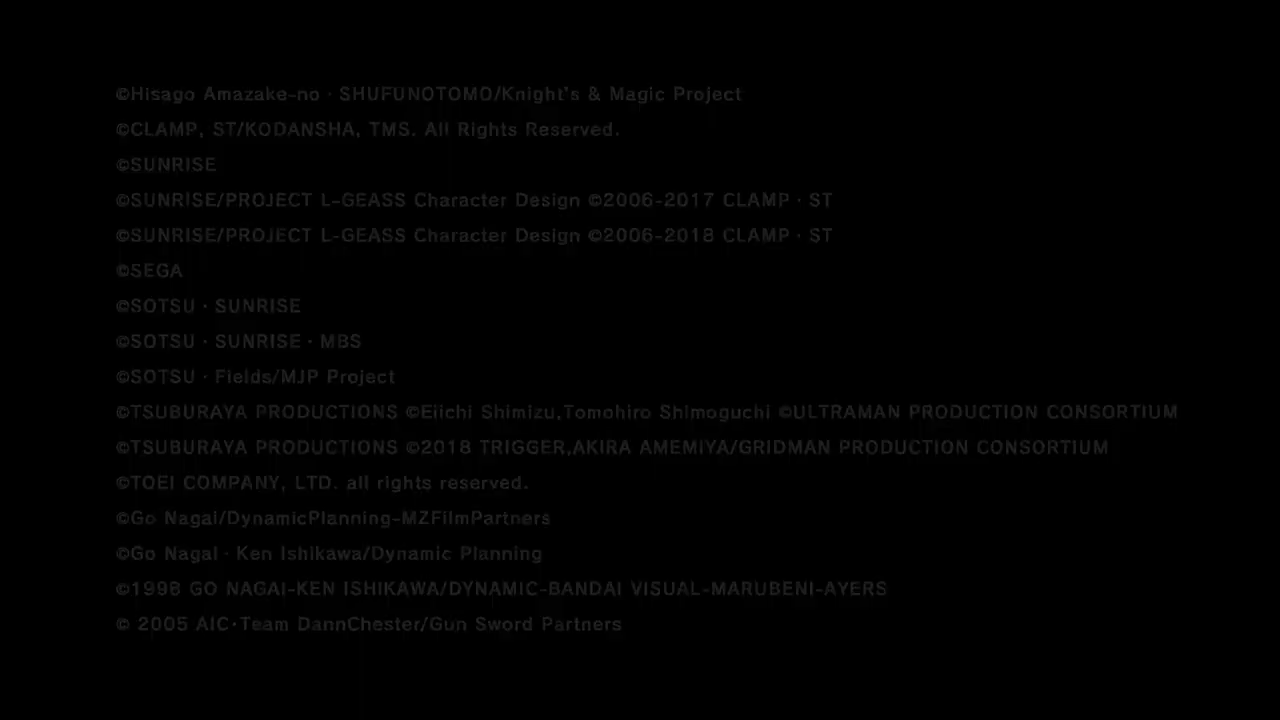 ©Hisago Amazake-no · SHUFUNOTOMO/Knight's & Magic Project
©CLAMP, ST/KODANSHA, TMS. All Rights Reserved.
©SUNRISE
©SUNRISE/PROJECT L-GEASS Character Design ©2006-2017 CLAMP · ST
©SUNRISE/PROJECT L-GEASS Character Design ©2006-2018 CLAMP · ST
©SEGA
©SOTSU · SUNRISE
©SOTSU · SUNRISE · MBS
©SOTSU · Fields/MJP Project
©TSUBURAYA PRODUCTIONS ©Eiichi Shimizu,Tomohiro Shimoguchi ©ULTRAMAN PRODUCTION CONSORTIUM
©TSUBURAYA PRODUCTIONS ©2018 TRIGGER,AKIRA AMEMIYA/GRIDMAN PRODUCTION CONSORTIUM
©TOEI COMPANY, LTD. all rights reserved.
©Go Nagai/DynamicPlanning-MZFilmPartners
©Go Nagai · Ken Ishikawa/Dynamic Planning
©1998 GO NAGAI-KEN ISHIKAWA/DYNAMIC-BANDAI VISUAL-MARUBENI-AYERS
© 2005 AIC·Team DannChester/Gun Sword Partners